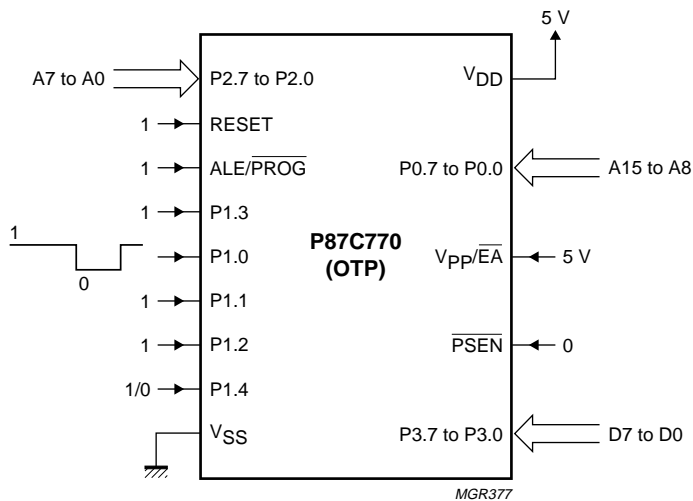 5 V
A7 to A0
P2.7 to P2.0
VDD
1
RESET
1
ALE/PROG
P0.7 to P0.0
A15 to A8
1
P1.3
1
0
P1.0
P87C770
(OTP)
VPP/EA
5 V
1
P1.1
1
P1.2
PSEN
0
1/0
P1.4
VSS
P3.7 to P3.0
D7 to D0
MGR377